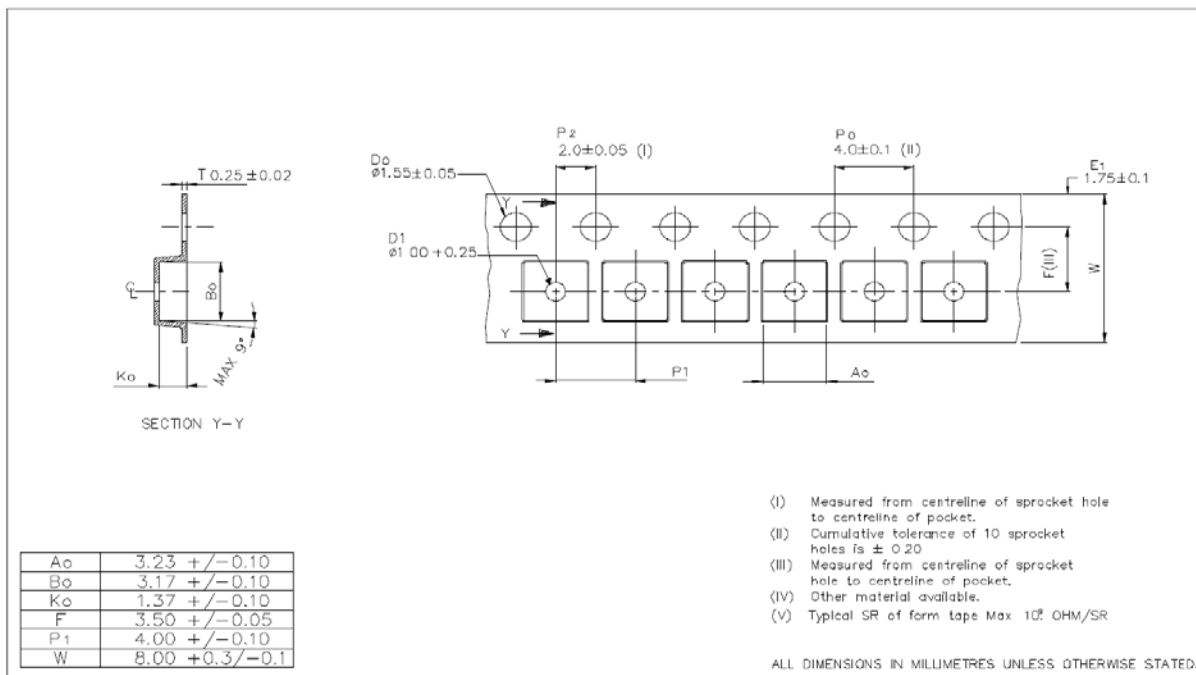 T 0.25±0.02
Bo
Ko
MAX 9°
SECTION Y-Y
P2
2.0±0.05 (I)
Po
4.0±0.1 (II)
Do
ø1.55±0.05
E1
1.75±0.1
Y
D1
ø1.00 +0.25
F(III)
W
Y
P1
Ao
(I) Measured from centreline of sprocket hole
to centreline of pocket.
(II) Cumulative tolerance of 10 sprocket
holes is ± 0.20
(III) Measured from centreline of sprocket
hole to centreline of pocket.
(IV) Other material available.
(V) Typical SR of form tape Max OHM/SR
ALL DIMENSIONS IN MILLIMETRES UNLESS OTHERWISE STATED.
Ao 3.23 +/-0.10
Bo 3.17 +/-0.10
Ko 1.37 +/-0.10
F 3.50 +/-0.05
P1 4.00 +/-0.10
W 8.00 +0.3/-0.1